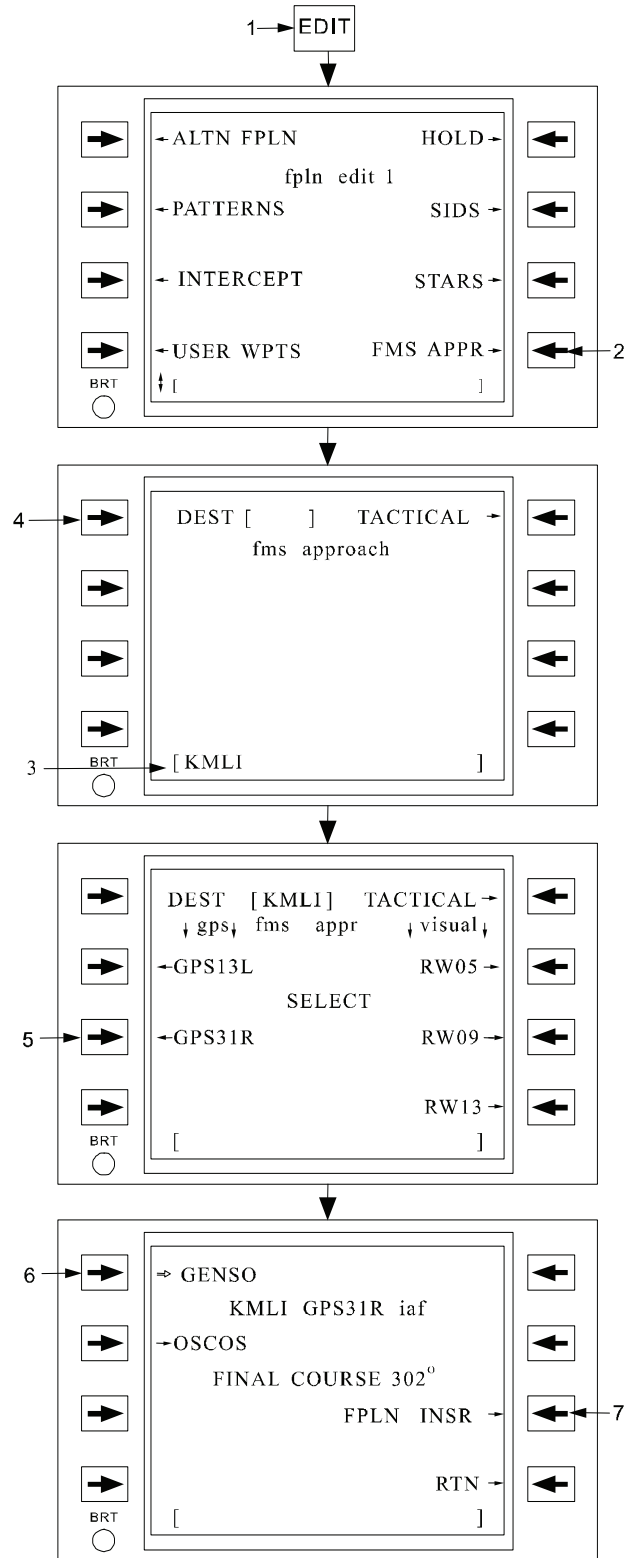 1 EDIT
←ALTN FPLN HOLD→
fpln edit 1
←PATTERNS SIDS→
← INTERCEPT STARS→
←USER WPTS FMS APPR→ 2
BRT
↕ [ ]
4 DEST [ ] TACTICAL →
fms approach
BRT
3 [KMLI ]
DEST [KMLI] TACTICAL→
↓ gps↓ fms appr ↓ visual↓
←GPS13L RW05→
SELECT
5 ←GPS31R RW09→
RW13→
BRT
[ ]
6 ⇒ GENSO
KMLI GPS31R iaf
→OSCOS
FINAL COURSE 302°
FPLN INSR → 7
RTN→
BRT
[ ]